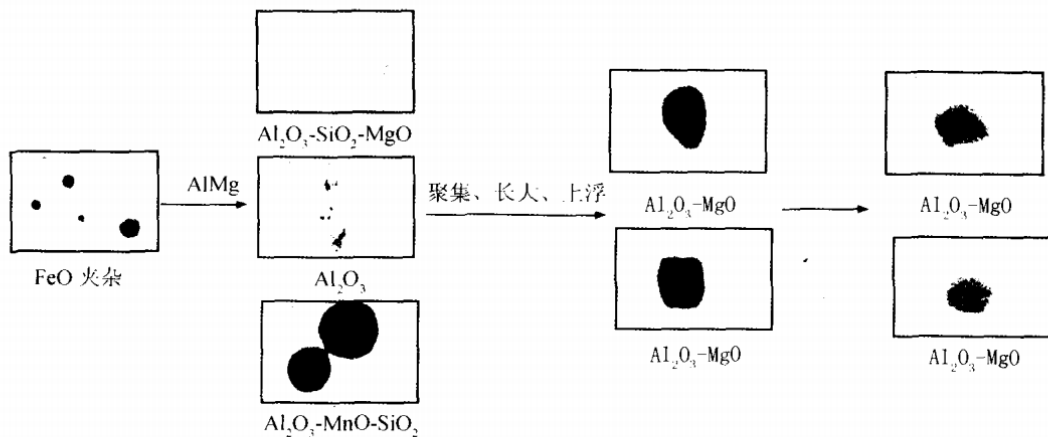 FeO 夹杂
AlMg
Al₂O₃-SiO₂-MgO
Al₂O₃
Al₂O₃-MnO-SiO₂
聚集、长大、上浮
Al₂O₃-MgO
Al₂O₃-MgO
Al₂O₃-MgO
Al₂O₃-MgO